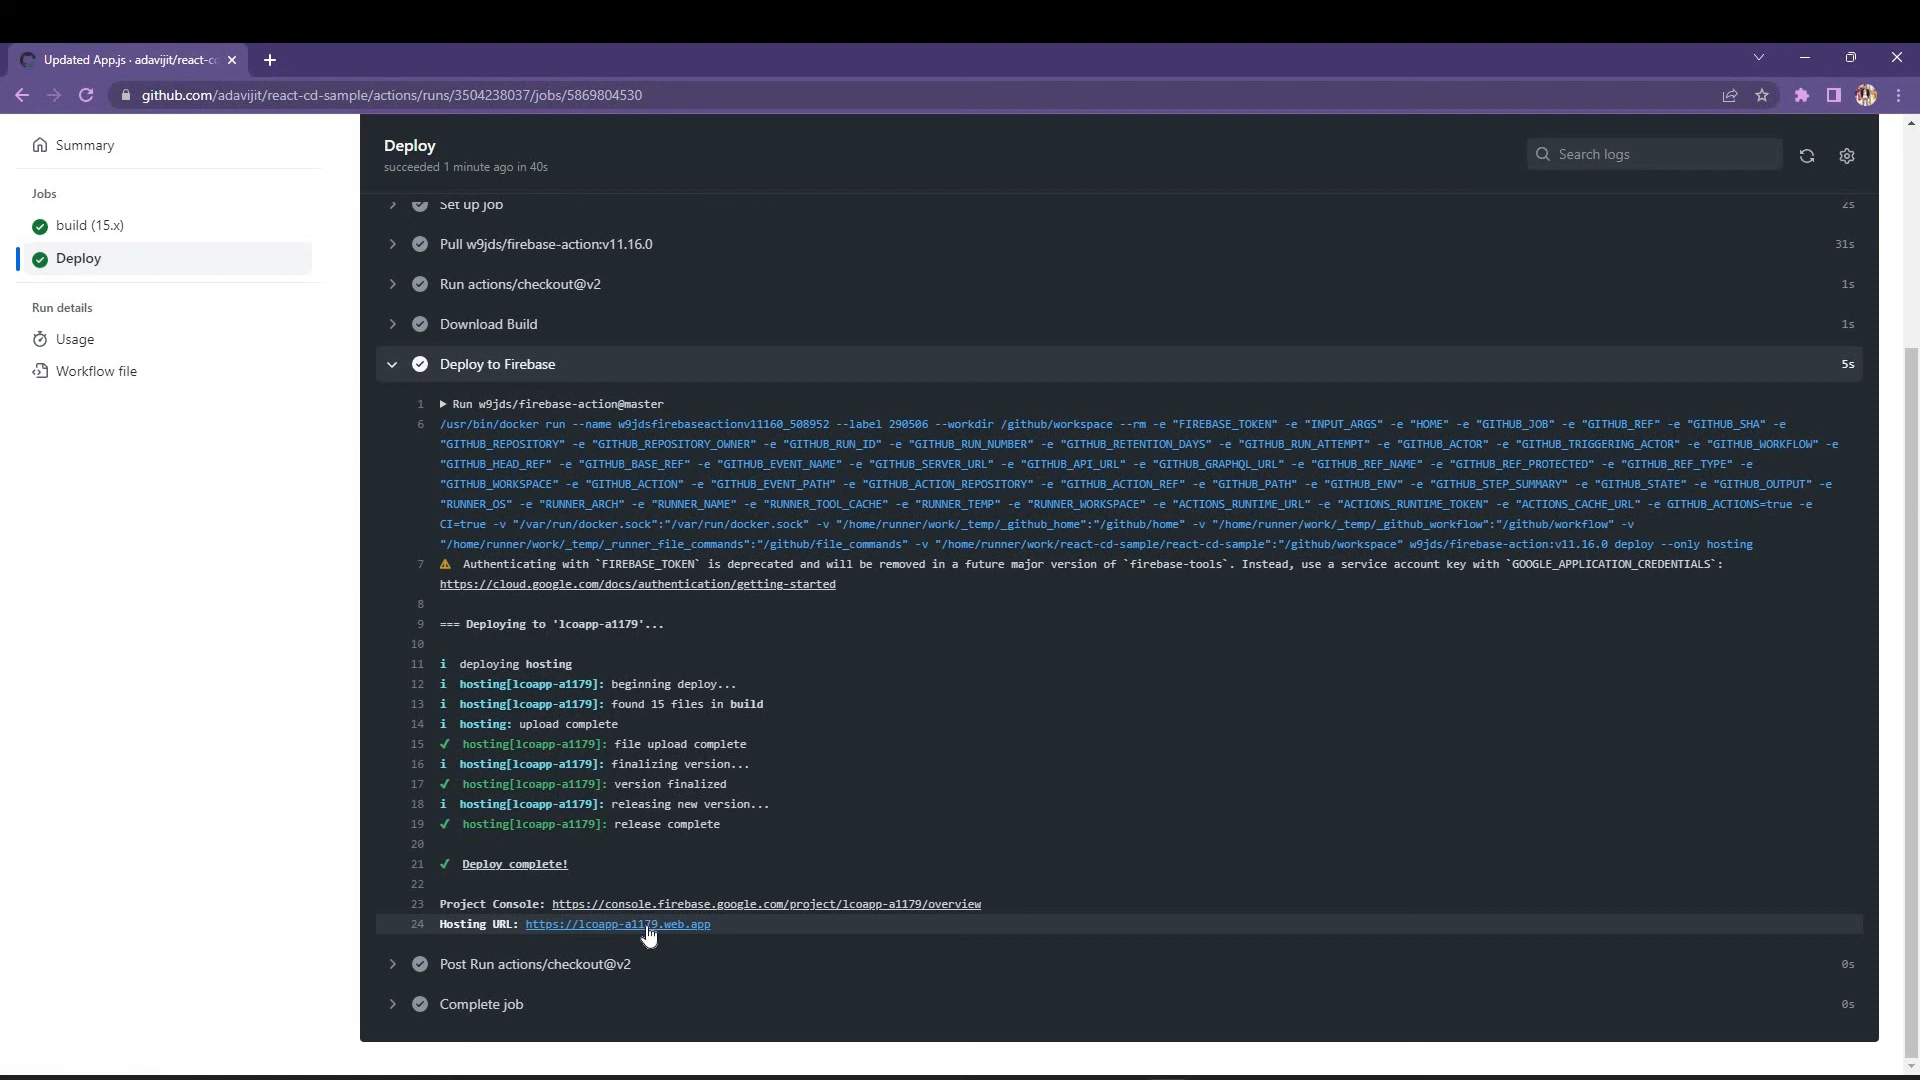 Updated App.js · adavijit/react-c
github.com/adavijit/react-cd-sample/actions/runs/3504238037/jobs/5869804530
Summary
Jobs
build (15.x)
Deploy
Run details
Usage
Workflow file
Deploy
succeeded 1 minute ago in 40s
Search logs
Set up job 2s
Pull w9jds/firebase-action:v11.16.0 31s
Run actions/checkout@v2 1s
Download Build 1s
Deploy to Firebase 5s
1 ▶ Run w9jds/firebase-action@master
6 /usr/bin/docker run --name w9jdsfirebaseactionv11160_508952 --label 290506 --workdir /github/workspace --rm -e "FIREBASE_TOKEN" -e "INPUT_ARGS" -e "HOME" -e "GITHUB_JOB" -e "GITHUB_REF" -e "GITHUB_SHA" -e
"GITHUB_REPOSITORY" -e "GITHUB_REPOSITORY_OWNER" -e "GITHUB_RUN_ID" -e "GITHUB_RUN_NUMBER" -e "GITHUB_RETENTION_DAYS" -e "GITHUB_RUN_ATTEMPT" -e "GITHUB_ACTOR" -e "GITHUB_TRIGGERING_ACTOR" -e "GITHUB_WORKFLOW" -e
"GITHUB_HEAD_REF" -e "GITHUB_BASE_REF" -e "GITHUB_EVENT_NAME" -e "GITHUB_SERVER_URL" -e "GITHUB_API_URL" -e "GITHUB_GRAPHQL_URL" -e "GITHUB_REF_NAME" -e "GITHUB_REF_PROTECTED" -e "GITHUB_REF_TYPE" -e
"GITHUB_WORKSPACE" -e "GITHUB_ACTION" -e "GITHUB_EVENT_PATH" -e "GITHUB_ACTION_REPOSITORY" -e "GITHUB_ACTION_REF" -e "GITHUB_PATH" -e "GITHUB_ENV" -e "GITHUB_STEP_SUMMARY" -e "GITHUB_STATE" -e "GITHUB_OUTPUT" -e
"RUNNER_OS" -e "RUNNER_ARCH" -e "RUNNER_NAME" -e "RUNNER_TOOL_CACHE" -e "RUNNER_TEMP" -e "RUNNER_WORKSPACE" -e "ACTIONS_RUNTIME_URL" -e "ACTIONS_RUNTIME_TOKEN" -e "ACTIONS_CACHE_URL" -e GITHUB_ACTIONS=true -e
CI=true -v "/var/run/docker.sock":"/var/run/docker.sock" -v "/home/runner/work/_temp/_github_home":"/github/home" -v "/home/runner/work/_temp/_github_workflow":"/github/workflow" -v
"/home/runner/work/_temp/_runner_file_commands":"/github/file_commands" -v "/home/runner/work/react-cd-sample/react-cd-sample":"/github/workspace" w9jds/firebase-action:v11.16.0 deploy --only hosting
7 ⚠ Authenticating with `FIREBASE_TOKEN` is deprecated and will be removed in a future major version of `firebase-tools`. Instead, use a service account key with `GOOGLE_APPLICATION_CREDENTIALS`:
https://cloud.google.com/docs/authentication/getting-started
8
9 === Deploying to 'lcoapp-a1179'...
10
11 i deploying hosting
12 i hosting[lcoapp-a1179]: beginning deploy...
13 i hosting[lcoapp-a1179]: found 15 files in build
14 i hosting: upload complete
15 ✔ hosting[lcoapp-a1179]: file upload complete
16 i hosting[lcoapp-a1179]: finalizing version...
17 ✔ hosting[lcoapp-a1179]: version finalized
18 i hosting[lcoapp-a1179]: releasing new version...
19 ✔ hosting[lcoapp-a1179]: release complete
20
21 ✔ Deploy complete!
22
23 Project Console: https://console.firebase.google.com/project/lcoapp-a1179/overview
24 Hosting URL: https://lcoapp-a1179.web.app
Post Run actions/checkout@v2 0s
Complete job 0s